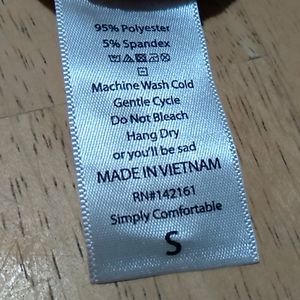 95% Polyester
5% Spandex
Machine Wash Cold
Gentle Cycle
Do Not Bleach
Hang Dry
or you'll be sad
MADE IN VIETNAM
RN#142161
Simply Comfortable
S